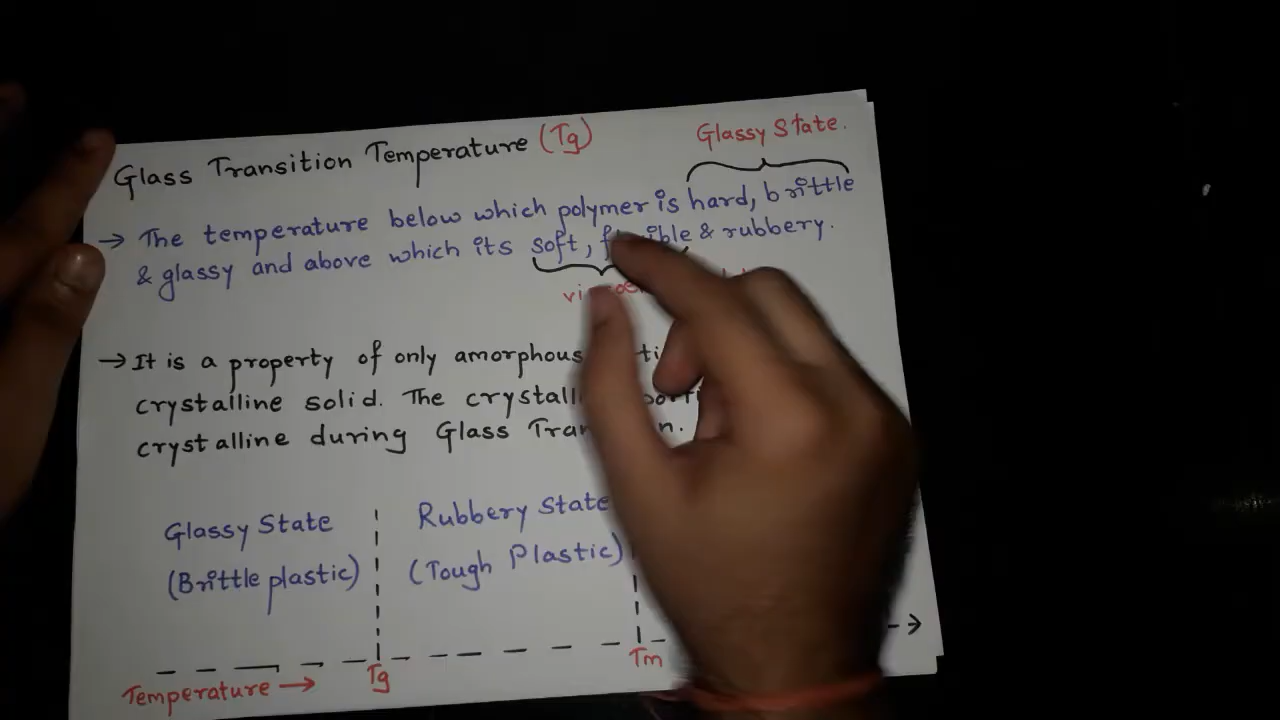 Glass Transition Temperature (Tg)
Glassy State.
→ The temperature below which polymer is hard, brittle
& glassy and above which its soft, & rubbery.
→ It is a property of only amorphous
crystalline solid. The
crystalline during Glass
Glassy State
(Brittle plastic)
Rubbery State
(Tough Plastic)
Tg
Tm
Temperature →